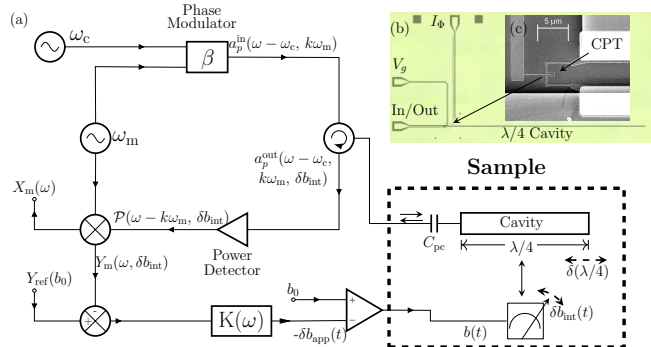 (a)
ω_c
Phase
Modulator
β
a_p^in(ω − ω_c, kω_m)
ω_m
a_p^out(ω − ω_c,
kω_m, δb_int)
X_m(ω)
P(ω − kω_m, δb_int)
Power
Detector
Y_m(ω, δb_int)
Y_ref(b_0)
+
-
K(ω)
b_0
-δb_app(t)
+
−
(b)
I_Φ
V_g
In/Out
λ/4 Cavity
(c)
5 µm
CPT
Sample
Cavity
C_pc
λ/4
δ(λ/4)
δb_int(t)
b(t)